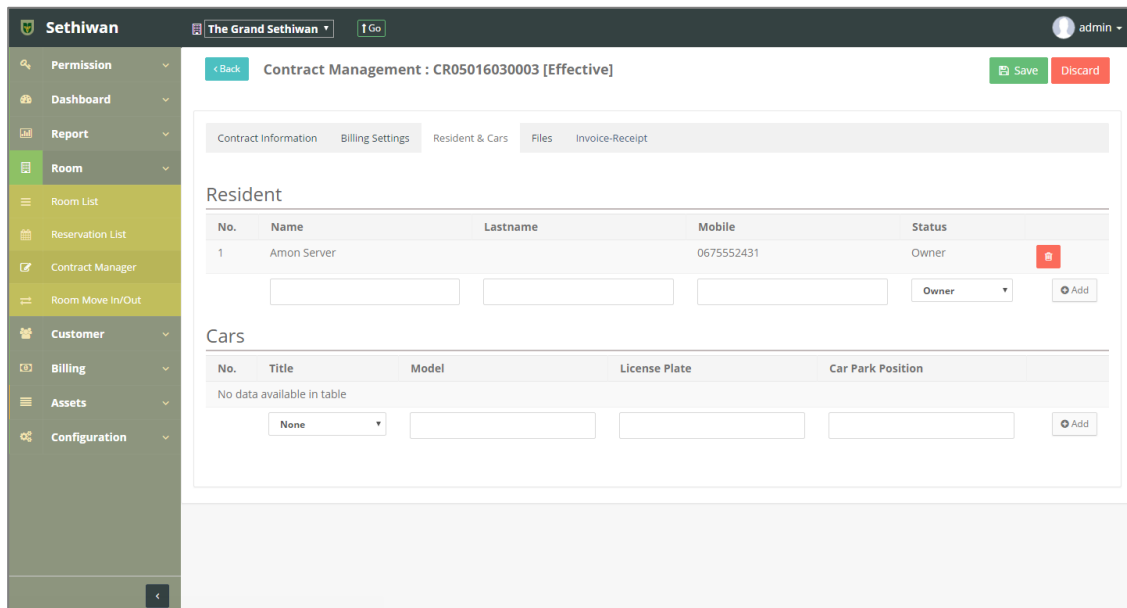 Sethiwan
The Grand Sethiwan
Go
admin
Permission
Dashboard
Report
Room
Room List
Reservation List
Contract Manager
Room Move In/Out
Customer
Billing
Assets
Configuration
Back
Contract Management : CR05016030003 [Effective]
Save
Discard
Contract Information Billing Settings Resident & Cars Files Invoice-Receipt
Resident
No. Name Lastname Mobile Status
1 Amon Server 0675552431 Owner
Owner Add
Cars
No. Title Model License Plate Car Park Position
No data available in table
None Add